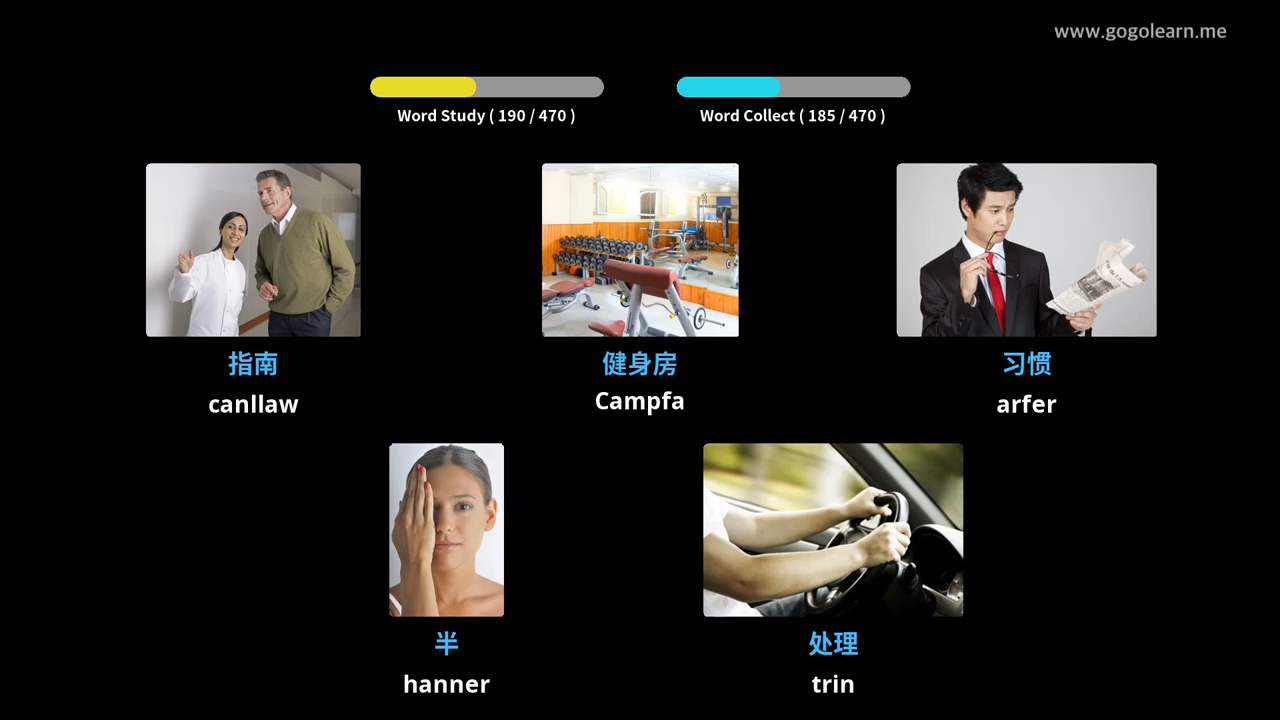 www.gogolearn.me
Word Study ( 190 / 470 )
Word Collect ( 185 / 470 )
指南
canllaw
健身房
Campfa
习惯
arfer
半
hanner
处理
trin